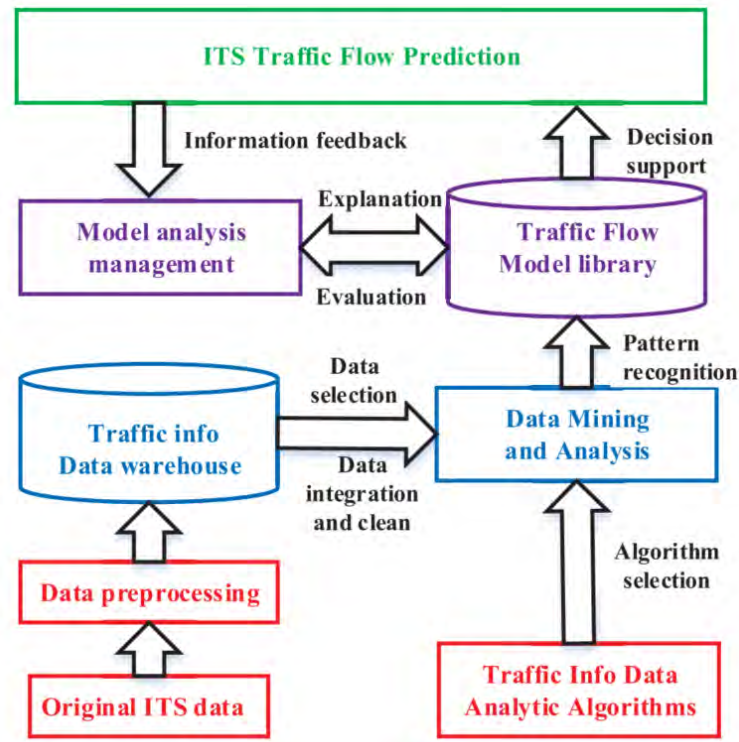 ITS Traffic Flow Prediction
Information feedback
Decision
support
Explanation
Model analysis
management
Traffic Flow
Model library
Evaluation
Pattern
recognition
Data
selection
Traffic info
Data warehouse
Data Mining
and Analysis
Data
integration
and clean
Algorithm
selection
Data preprocessing
Original ITS data
Traffic Info Data
Analytic Algorithms